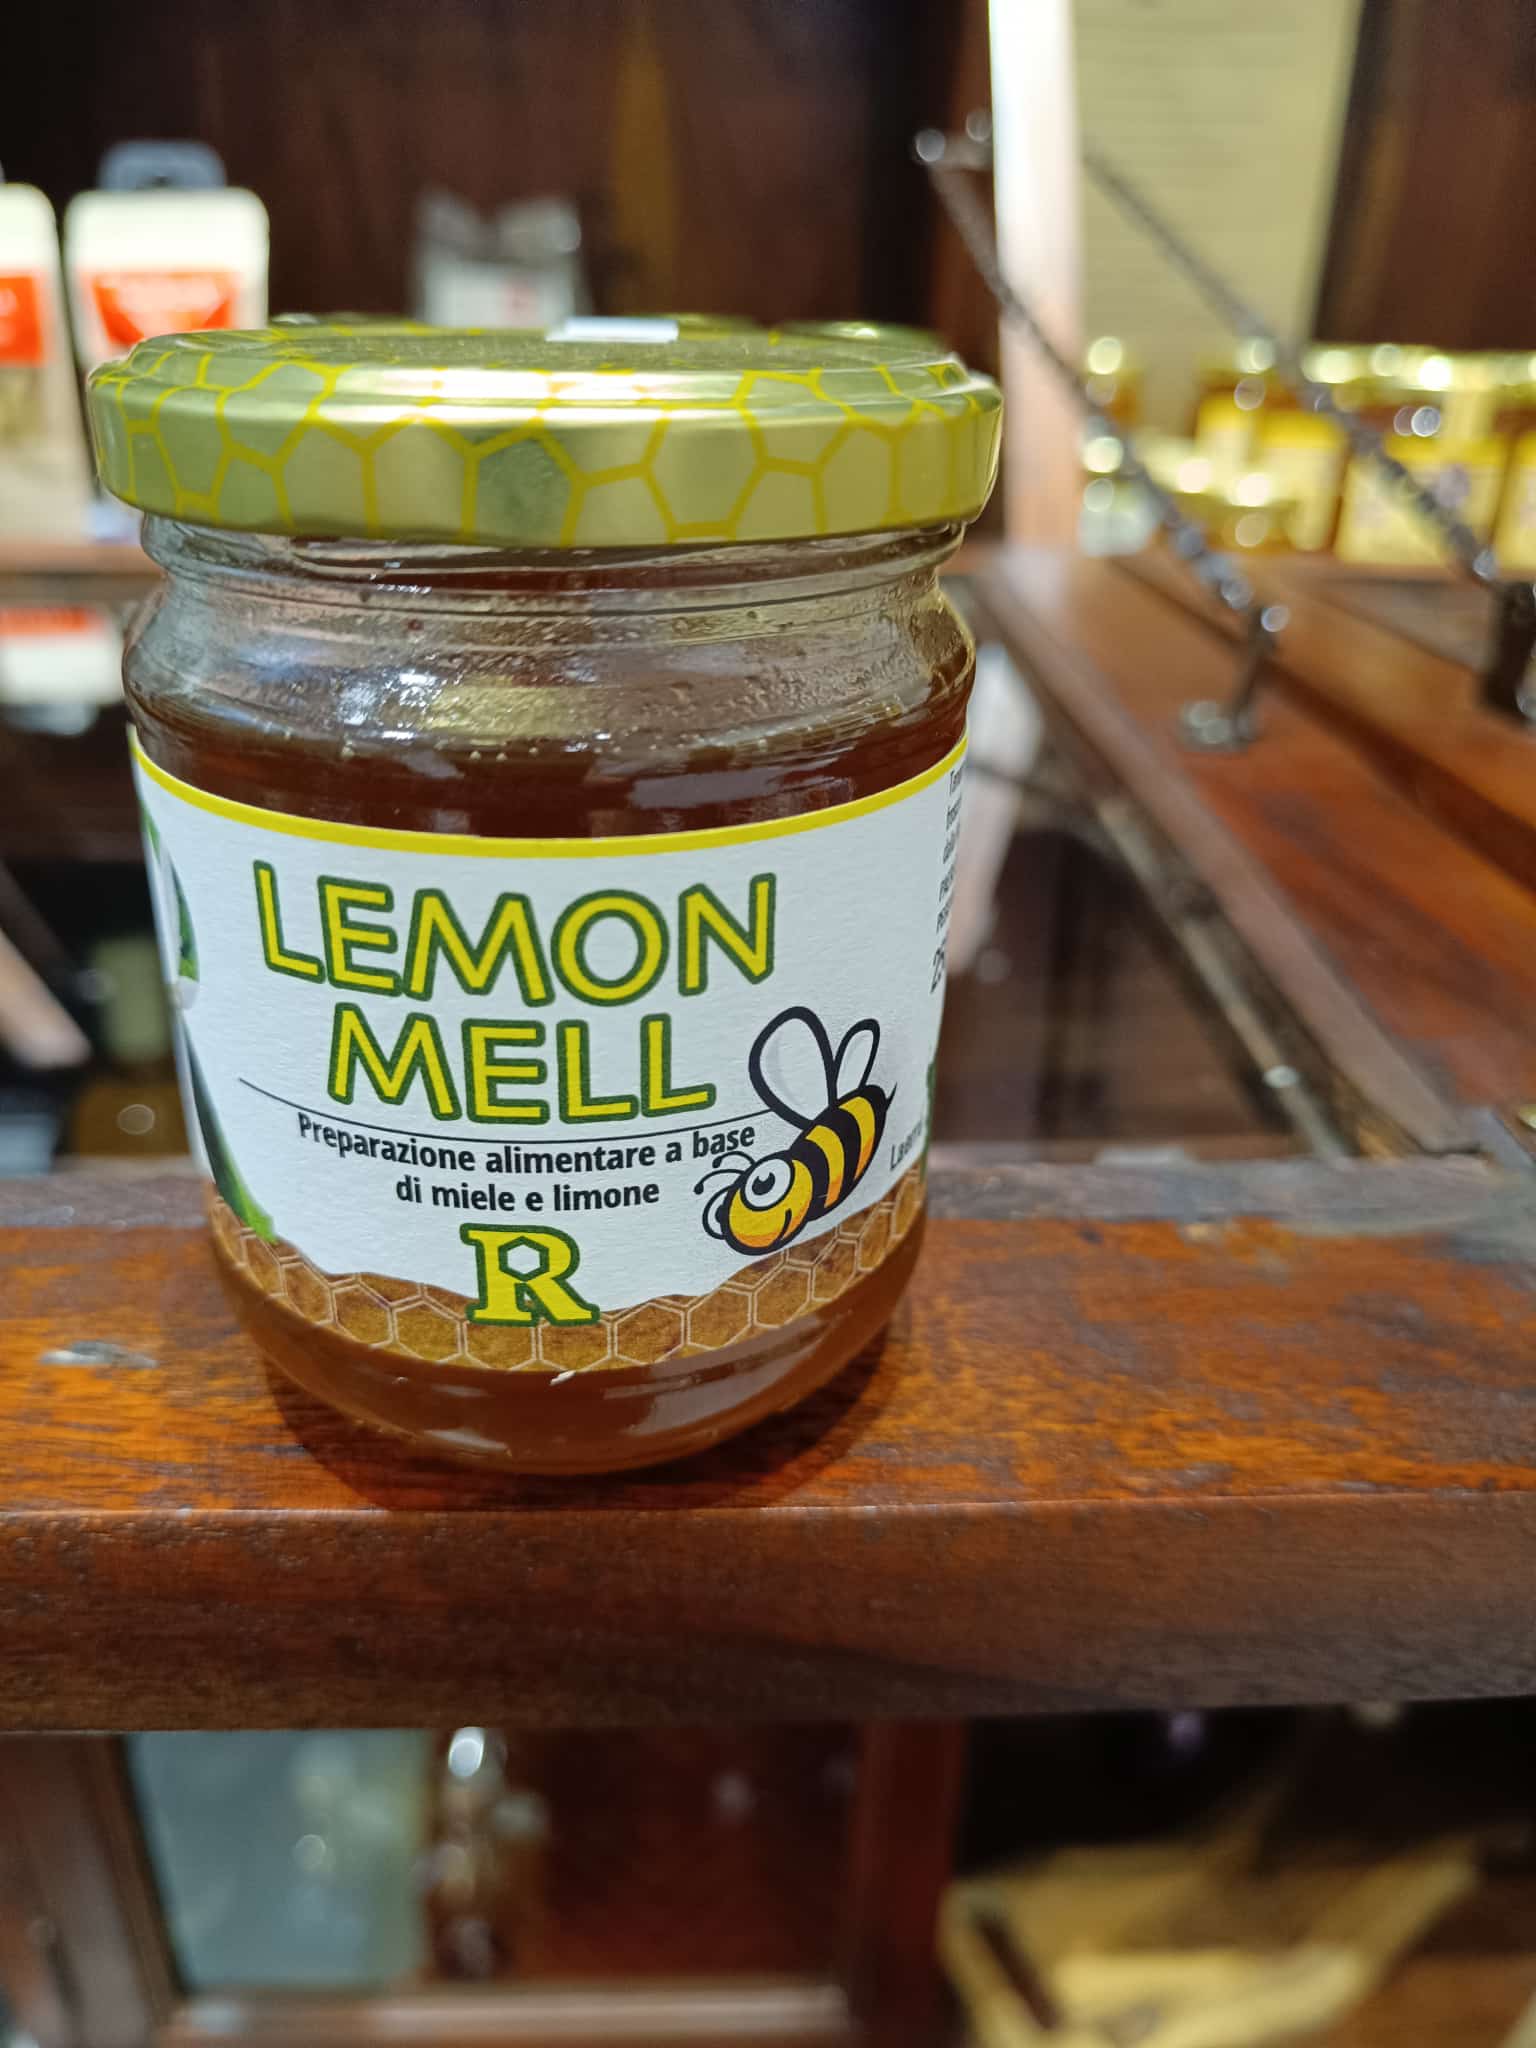 LEMON
MELL
Preparazione alimentare a base
di miele e limone
R